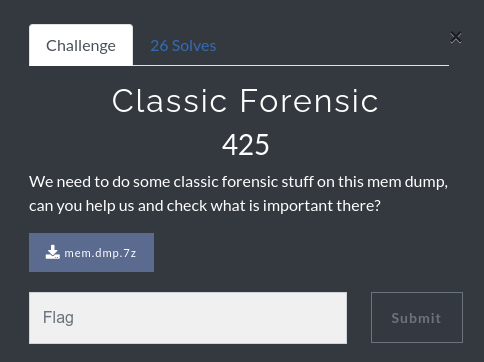 Challenge
26 Solves
×
Classic Forensic
425
We need to do some classic forensic stuff on this mem dump,
can you help us and check what is important there?
mem.dmp.7z
Flag
Submit